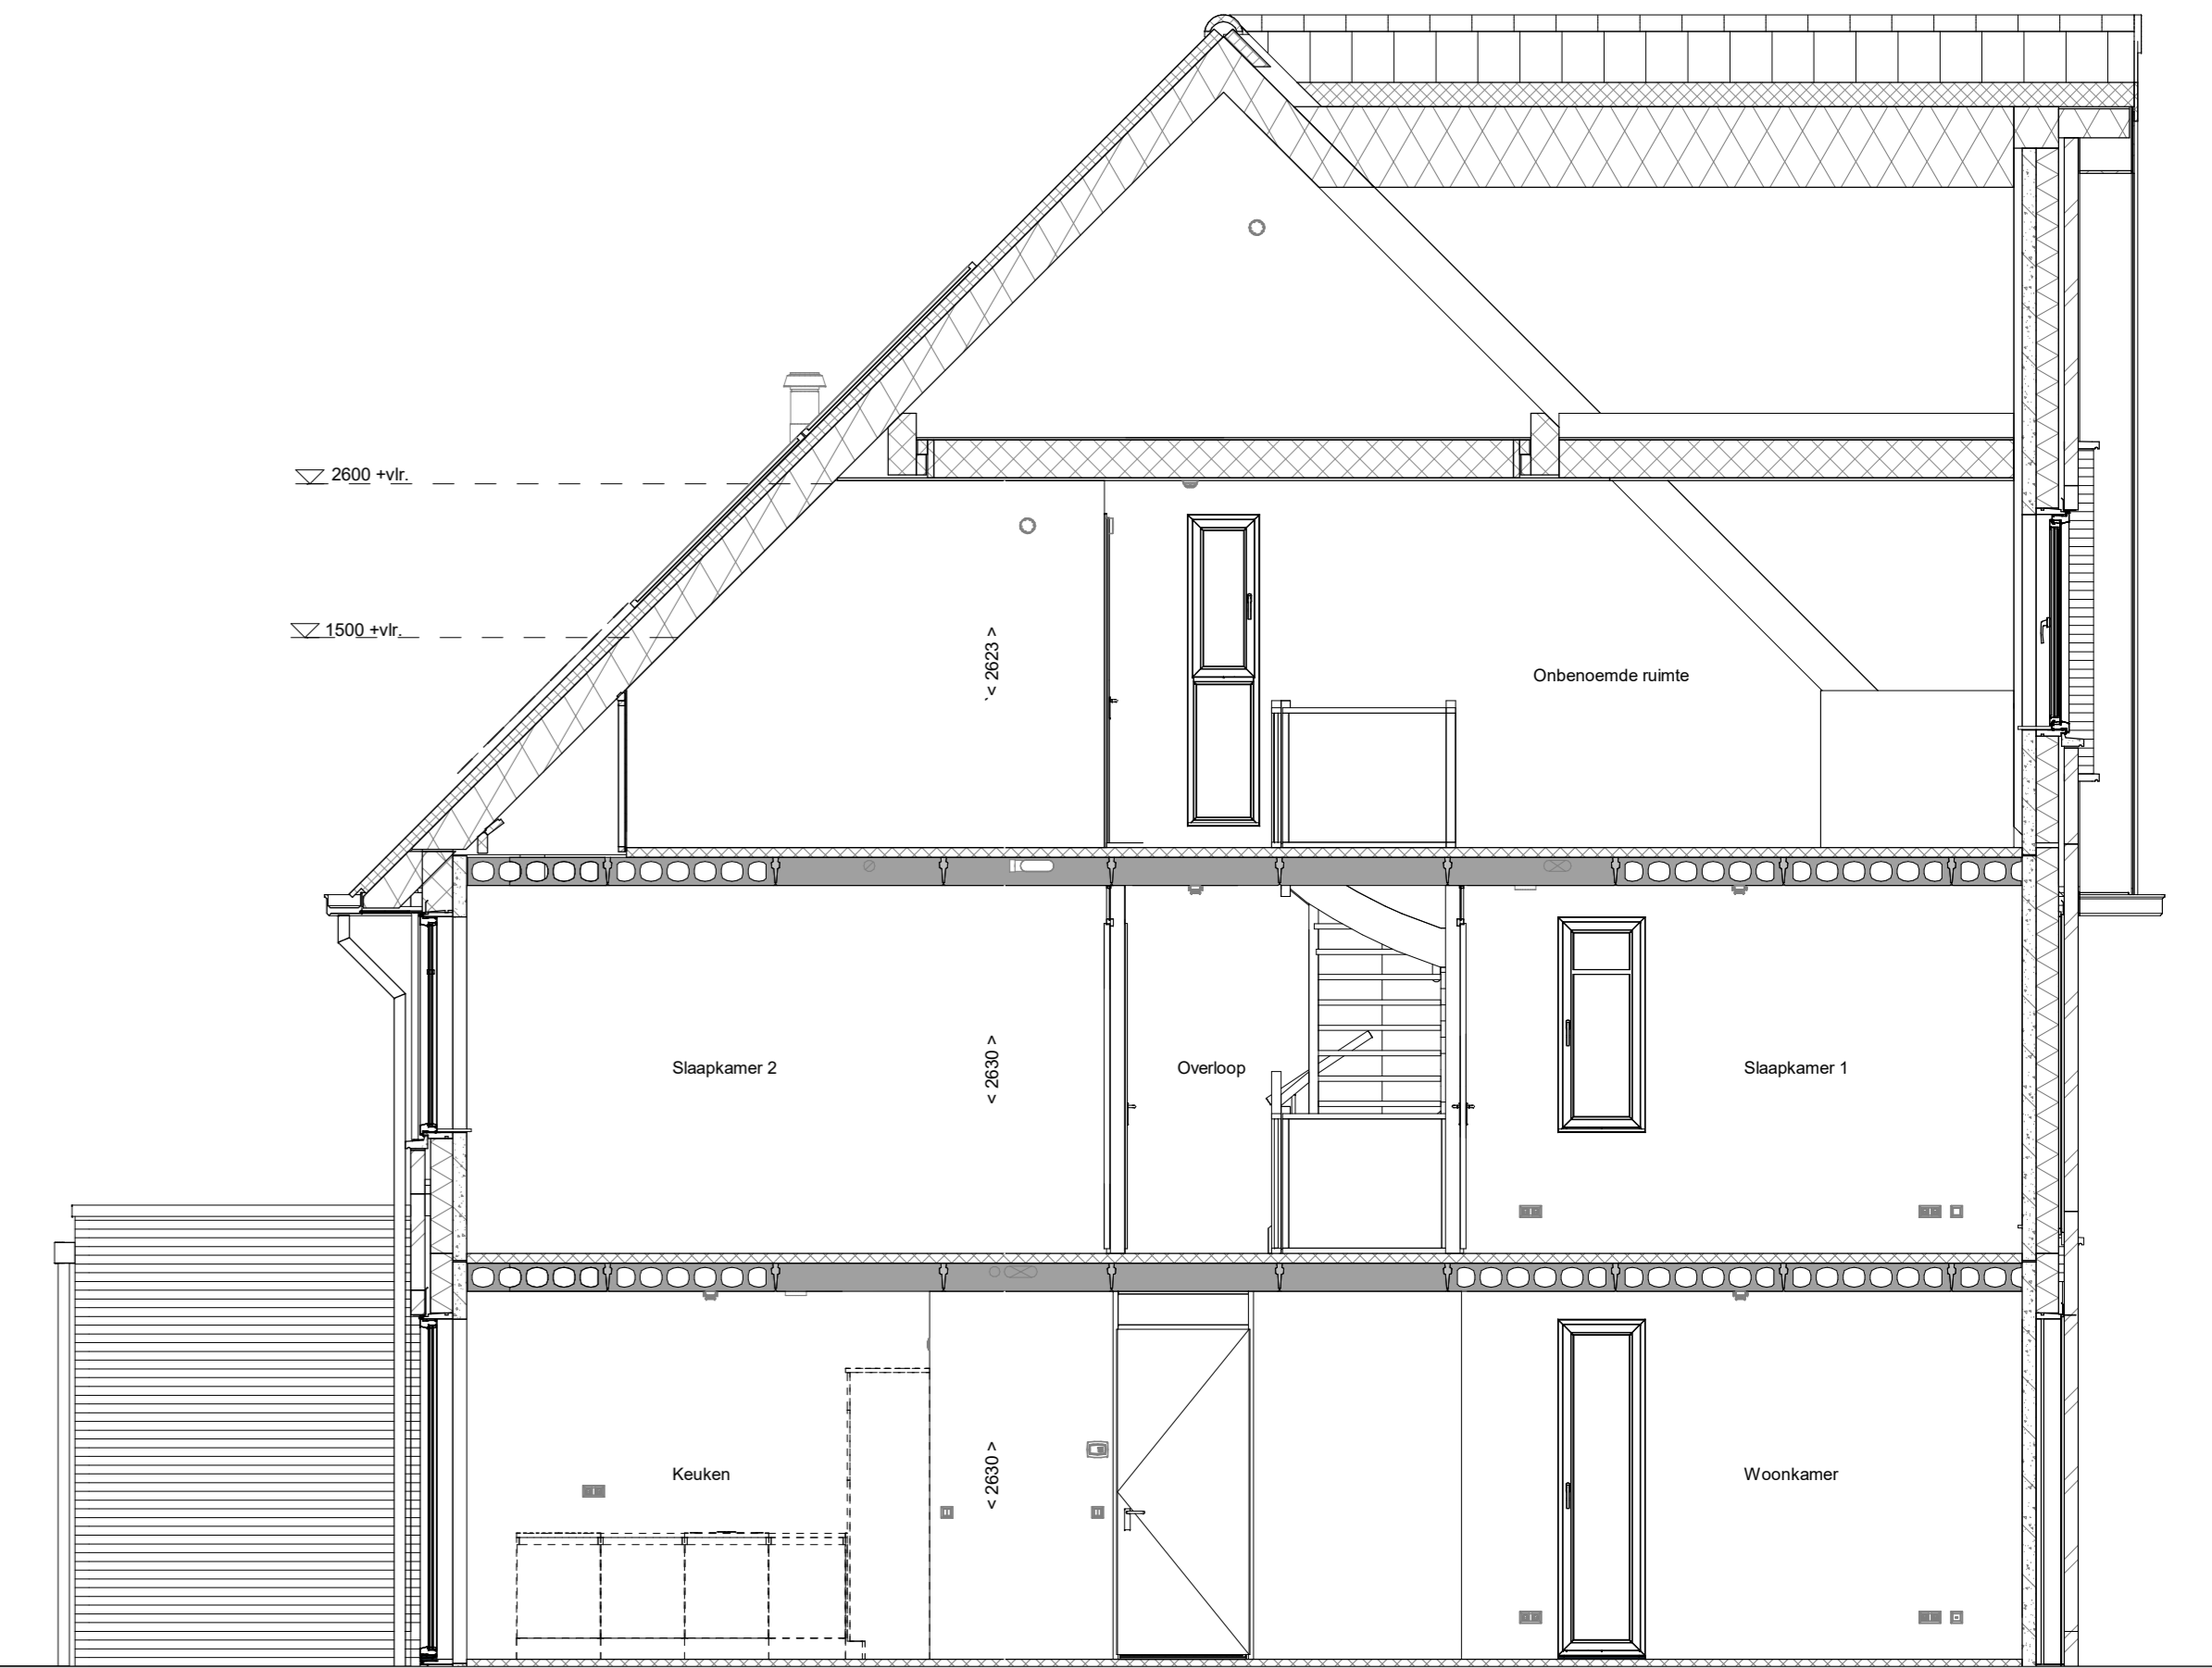 2600 +vlr.
1500 +vlr.
< 2623 >
Onbenoemde ruimte
Slaapkamer 2
< 2630 >
Overloop
Slaapkamer 1
Keuken
< 2630 >
Woonkamer